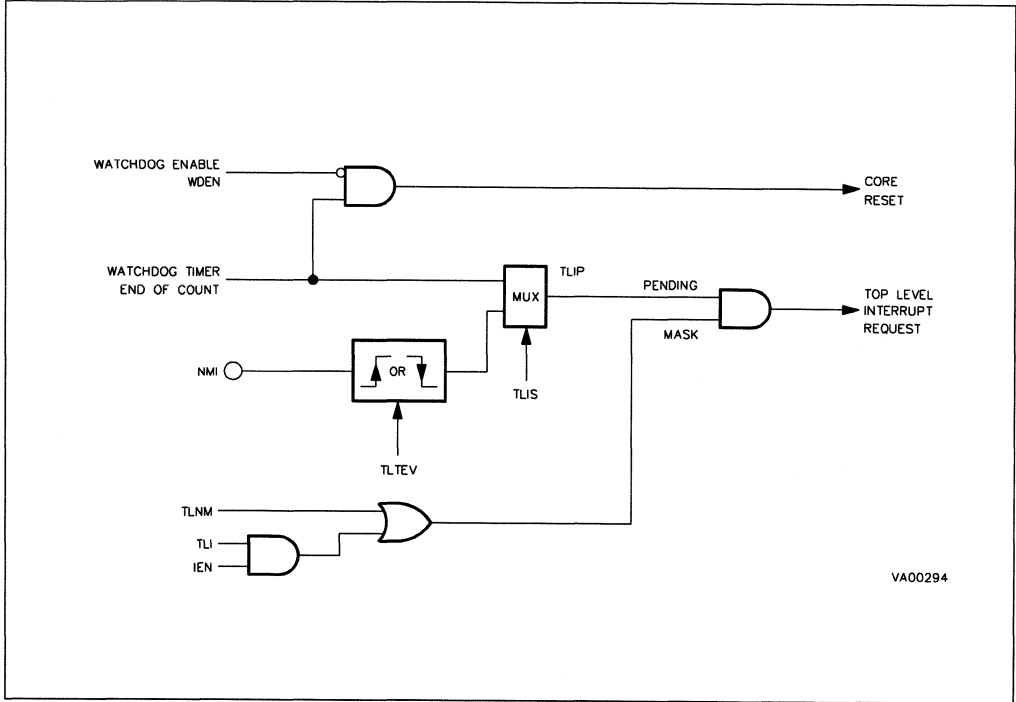 WATCHDOG ENABLE
WDEN
CORE
RESET
WATCHDOG TIMER
END OF COUNT
TLIP
MUX
PENDING
TOP LEVEL
INTERRUPT
REQUEST
MASK
NMI
OR
TLIS
TLTEV
TLNM
TLI
IEN
VA00294